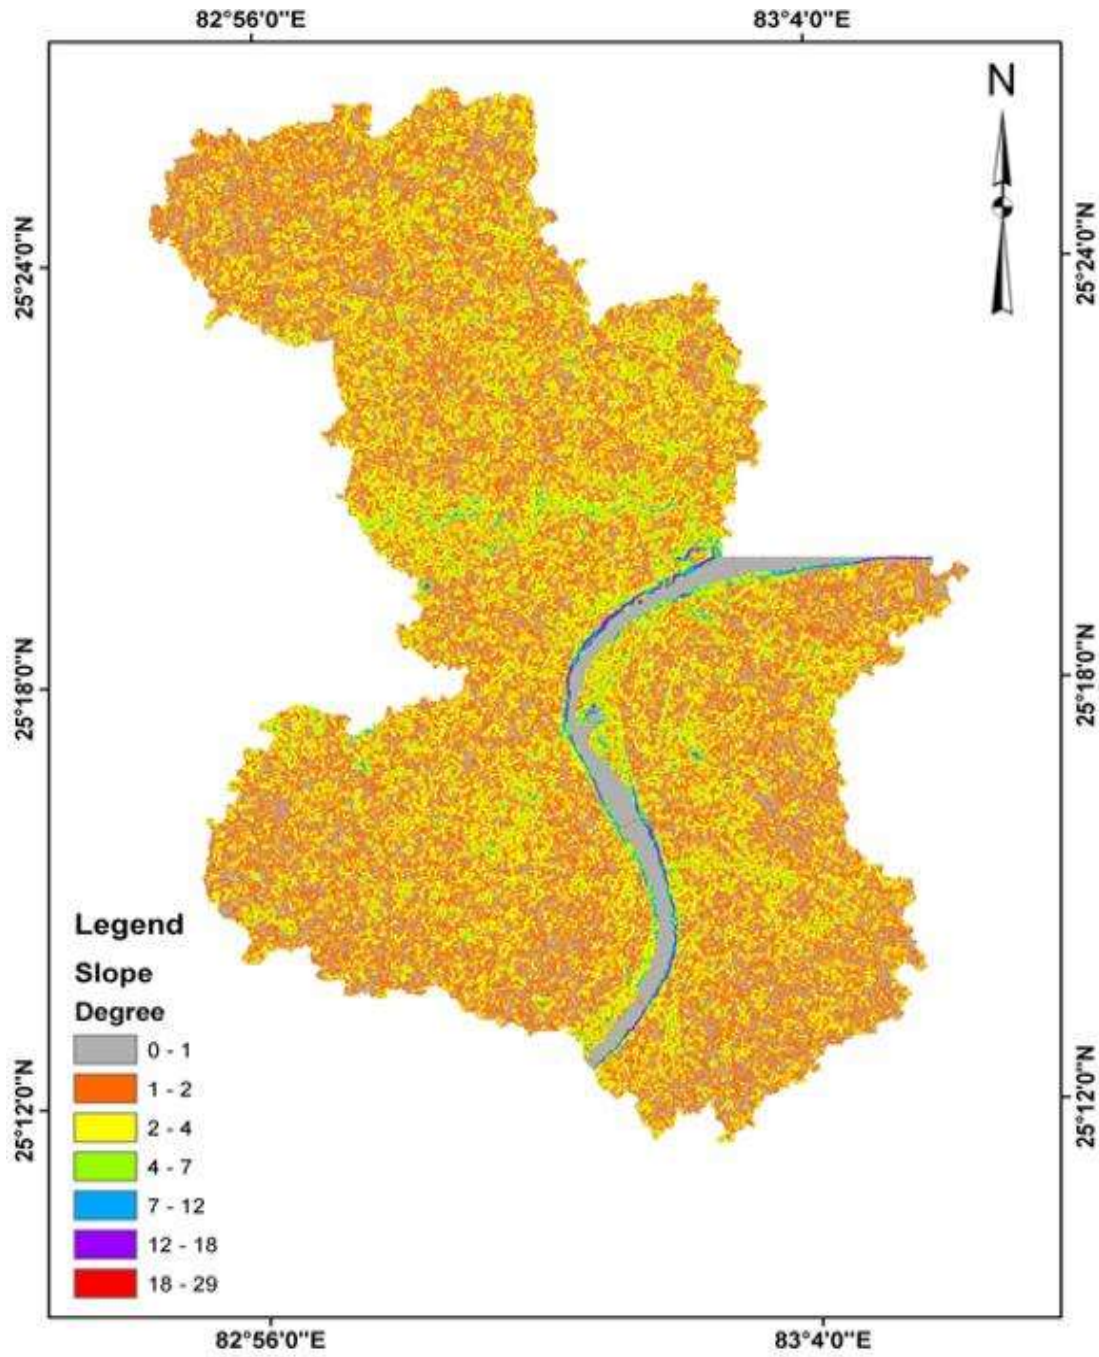 82°56'0"E 83°4'0"E
N
25°24'0"N 25°24'0"N
25°18'0"N 25°18'0"N
Legend
Slope
Degree
0 - 1
1 - 2
25°12'0"N 25°12'0"N
2 - 4
4 - 7
7 - 12
12 - 18
18 - 29
82°56'0"E 83°4'0"E